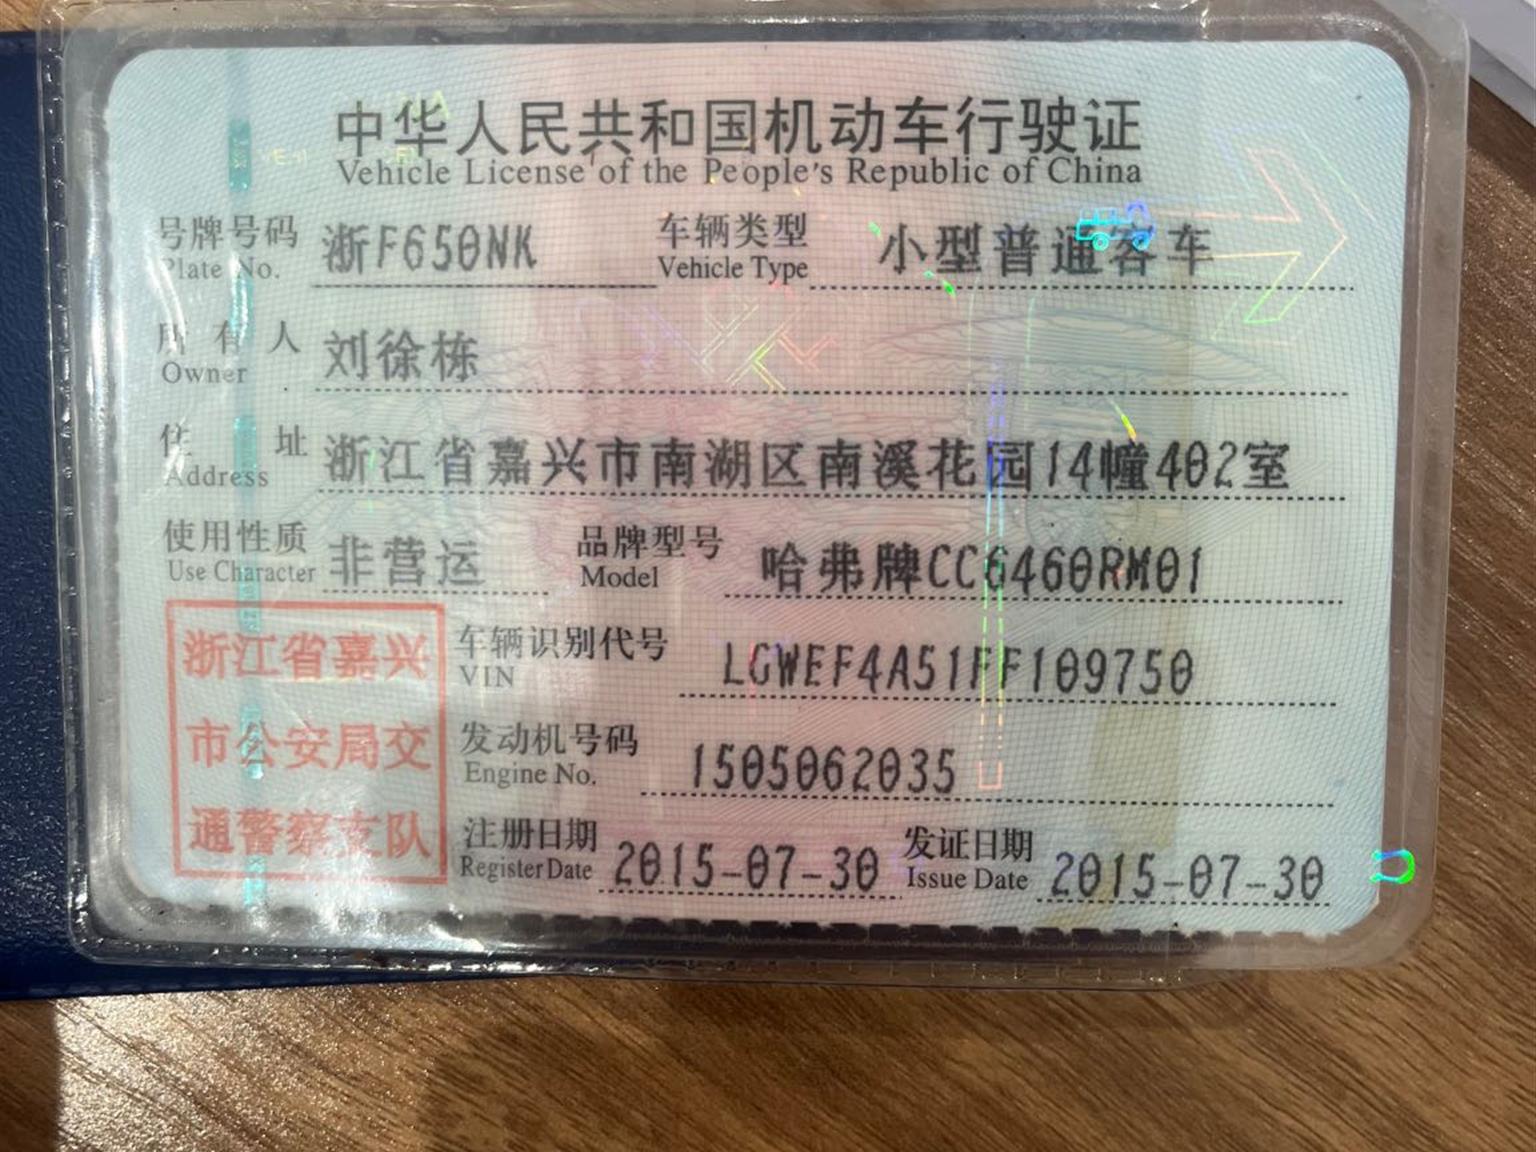 中华人民共和国机动车行驶证
Vehicle License of the People's Republic of China
号牌号码 浙F650NK 车辆类型 小型普通客车
Plate No. Vehicle Type
所有人 刘徐栋
Owner
住址 浙江省嘉兴市南湖区南溪花园14幢402室
Address
使用性质 非营运 品牌型号 哈弗牌CC6460RM01
Use Character Model
浙江省嘉兴
市公安局交
通警察支队
车辆识别代号 LGWEF4A51FF109750
VIN
发动机号码 1505062035
Engine No.
注册日期 2015-07-30 发证日期 2015-07-30
Register Date Issue Date